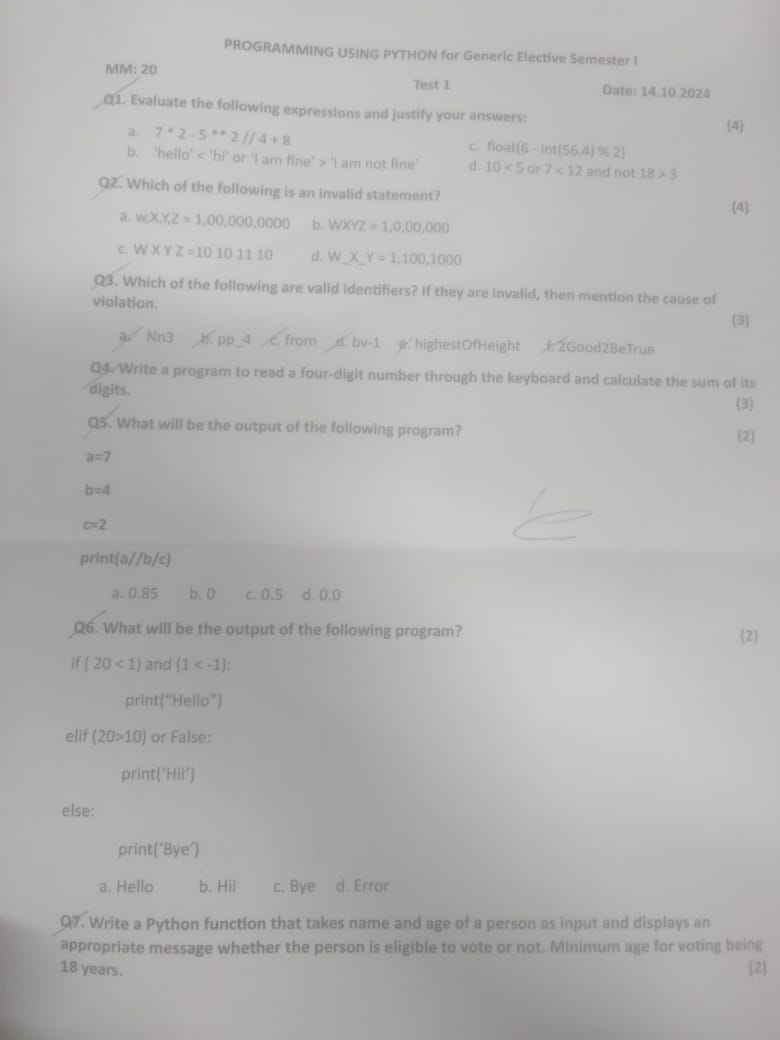 PROGRAMMING USING PYTHON for Generic Elective Semester I
MM: 20
Test 1
Date: 14.10.2024
Q1. Evaluate the following expressions and justify your answers: (4)
a. 7 * 2 - 5 ** 2 // 4 + 8
c. float(6 - int(56.4) % 2)
b. 'hello' < 'hi' or 'I am fine' > 'I am not fine'
d. 10 < 5 or 7 < 12 and not 18 > 3
Q2. Which of the following is an invalid statement? (4)
a. w,X,Y,Z = 1,00,000,0000 b. WXYZ = 1,0,00,000
c. W X Y Z =10 10 11 10 d. W_X_Y = 1,100,1000
Q3. Which of the following are valid identifiers? If they are invalid, then mention the cause of
violation. (3)
a. Nn3 b. pp_4 c. from d. bv-1 e. highestOfHeight f. 2Good2BeTrue
Q4. Write a program to read a four-digit number through the keyboard and calculate the sum of its
digits. (3)
Q5. What will be the output of the following program? (2)
a=7
b=4
c=2
print(a//b/c)
a. 0.85 b. 0 c. 0.5 d. 0.0
Q6. What will be the output of the following program? (2)
if ( 20 < 1) and (1 < -1):
print("Hello")
elif (20>10) or False:
print('Hii')
else:
print('Bye')
a. Hello b. Hii c. Bye d. Error
Q7. Write a Python function that takes name and age of a person as input and displays an
appropriate message whether the person is eligible to vote or not. Minimum age for voting being
18 years. (2)